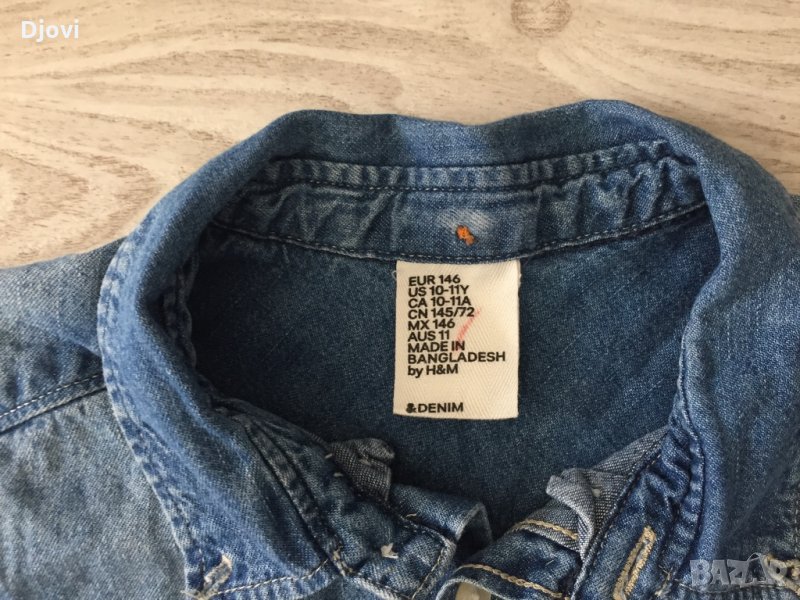 Djovi
EUR 146
US 10-11Y
CA 10-11A
CN 145/72
MX 146
AUS 11
MADE IN
BANGLADESH
by H&M
&DENIM
BAZAR